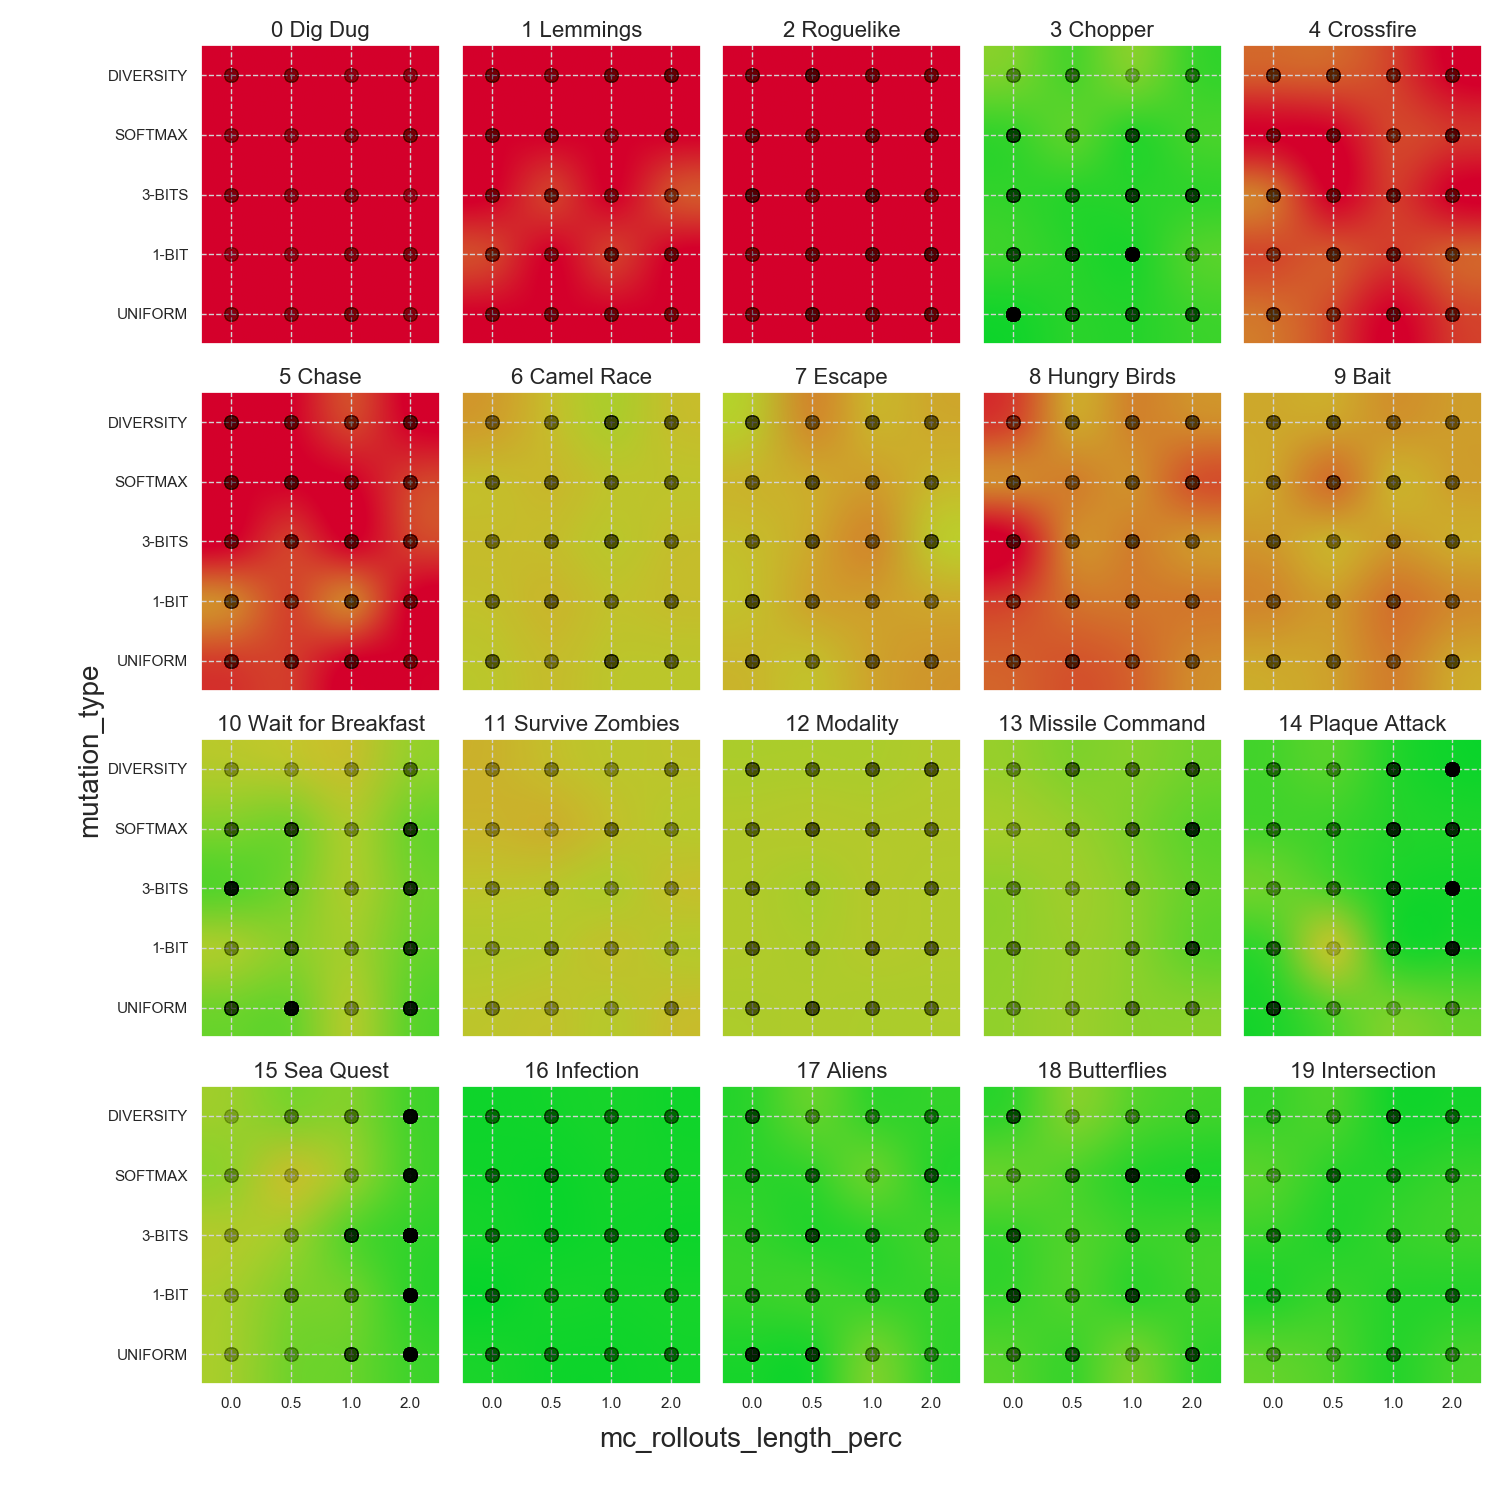 0 Dig Dug
1 Lemmings
2 Roguelike
3 Chopper
4 Crossfire
DIVERSITY
SOFTMAX
3-BITS
1-BIT
UNIFORM
5 Chase
6 Camel Race
7 Escape
8 Hungry Birds
9 Bait
DIVERSITY
SOFTMAX
3-BITS
1-BIT
UNIFORM
mutation_type
10 Wait for Breakfast
11 Survive Zombies
12 Modality
13 Missile Command
14 Plaque Attack
DIVERSITY
SOFTMAX
3-BITS
1-BIT
UNIFORM
15 Sea Quest
16 Infection
17 Aliens
18 Butterflies
19 Intersection
DIVERSITY
SOFTMAX
3-BITS
1-BIT
UNIFORM
0.0 0.5 1.0 2.0
0.0 0.5 1.0 2.0
0.0 0.5 1.0 2.0
0.0 0.5 1.0 2.0
0.0 0.5 1.0 2.0
mc_rollouts_length_perc